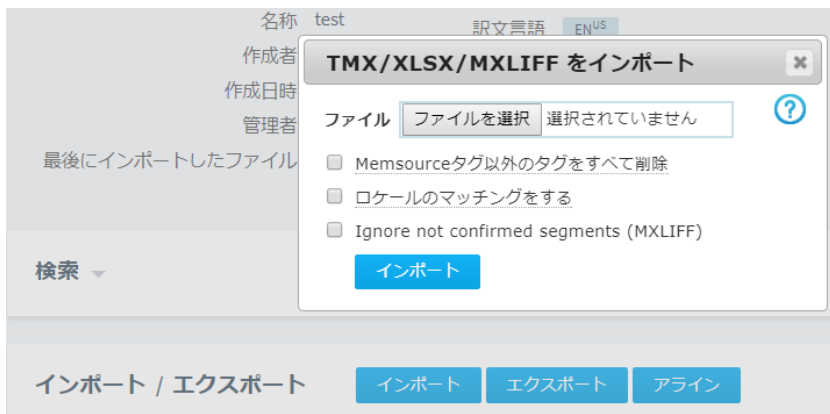 名称 test
訳文言語 EN US
作成者
TMX/XLSX/MXLIFF をインポート
作成日時
管理者
ファイル ファイルを選択 選択されていません
?
最後にインポートしたファイル
Memsourceタグ以外のタグをすべて削除
ロケールのマッチングをする
Ignore not confirmed segments (MXLIFF)
検索
インポート
インポート / エクスポート インポート エクスポート アライン